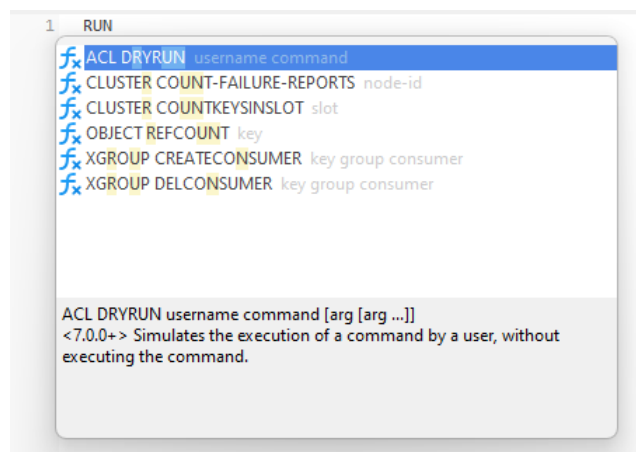 1 RUN
ACL DRYRUN username command
CLUSTER COUNT-FAILURE-REPORTS node-id
CLUSTER COUNTKEYSINSLOT slot
OBJECT REFCOUNT key
XGROUP CREATECONSUMER key group consumer
XGROUP DELCONSUMER key group consumer
ACL DRYRUN username command [arg [arg ...]]
<7.0.0+> Simulates the execution of a command by a user, without
executing the command.